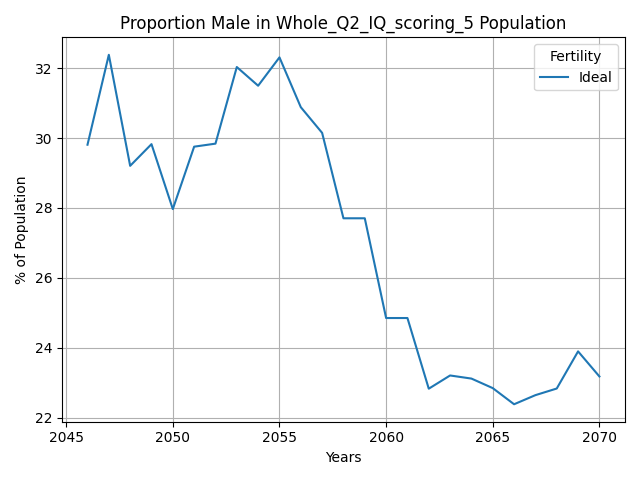 Proportion Male in Whole_Q2_IQ_scoring_5 Population
Fertility
Ideal
% of Population
32
30
28
26
24
22
2045 2050 2055 2060 2065 2070
Years